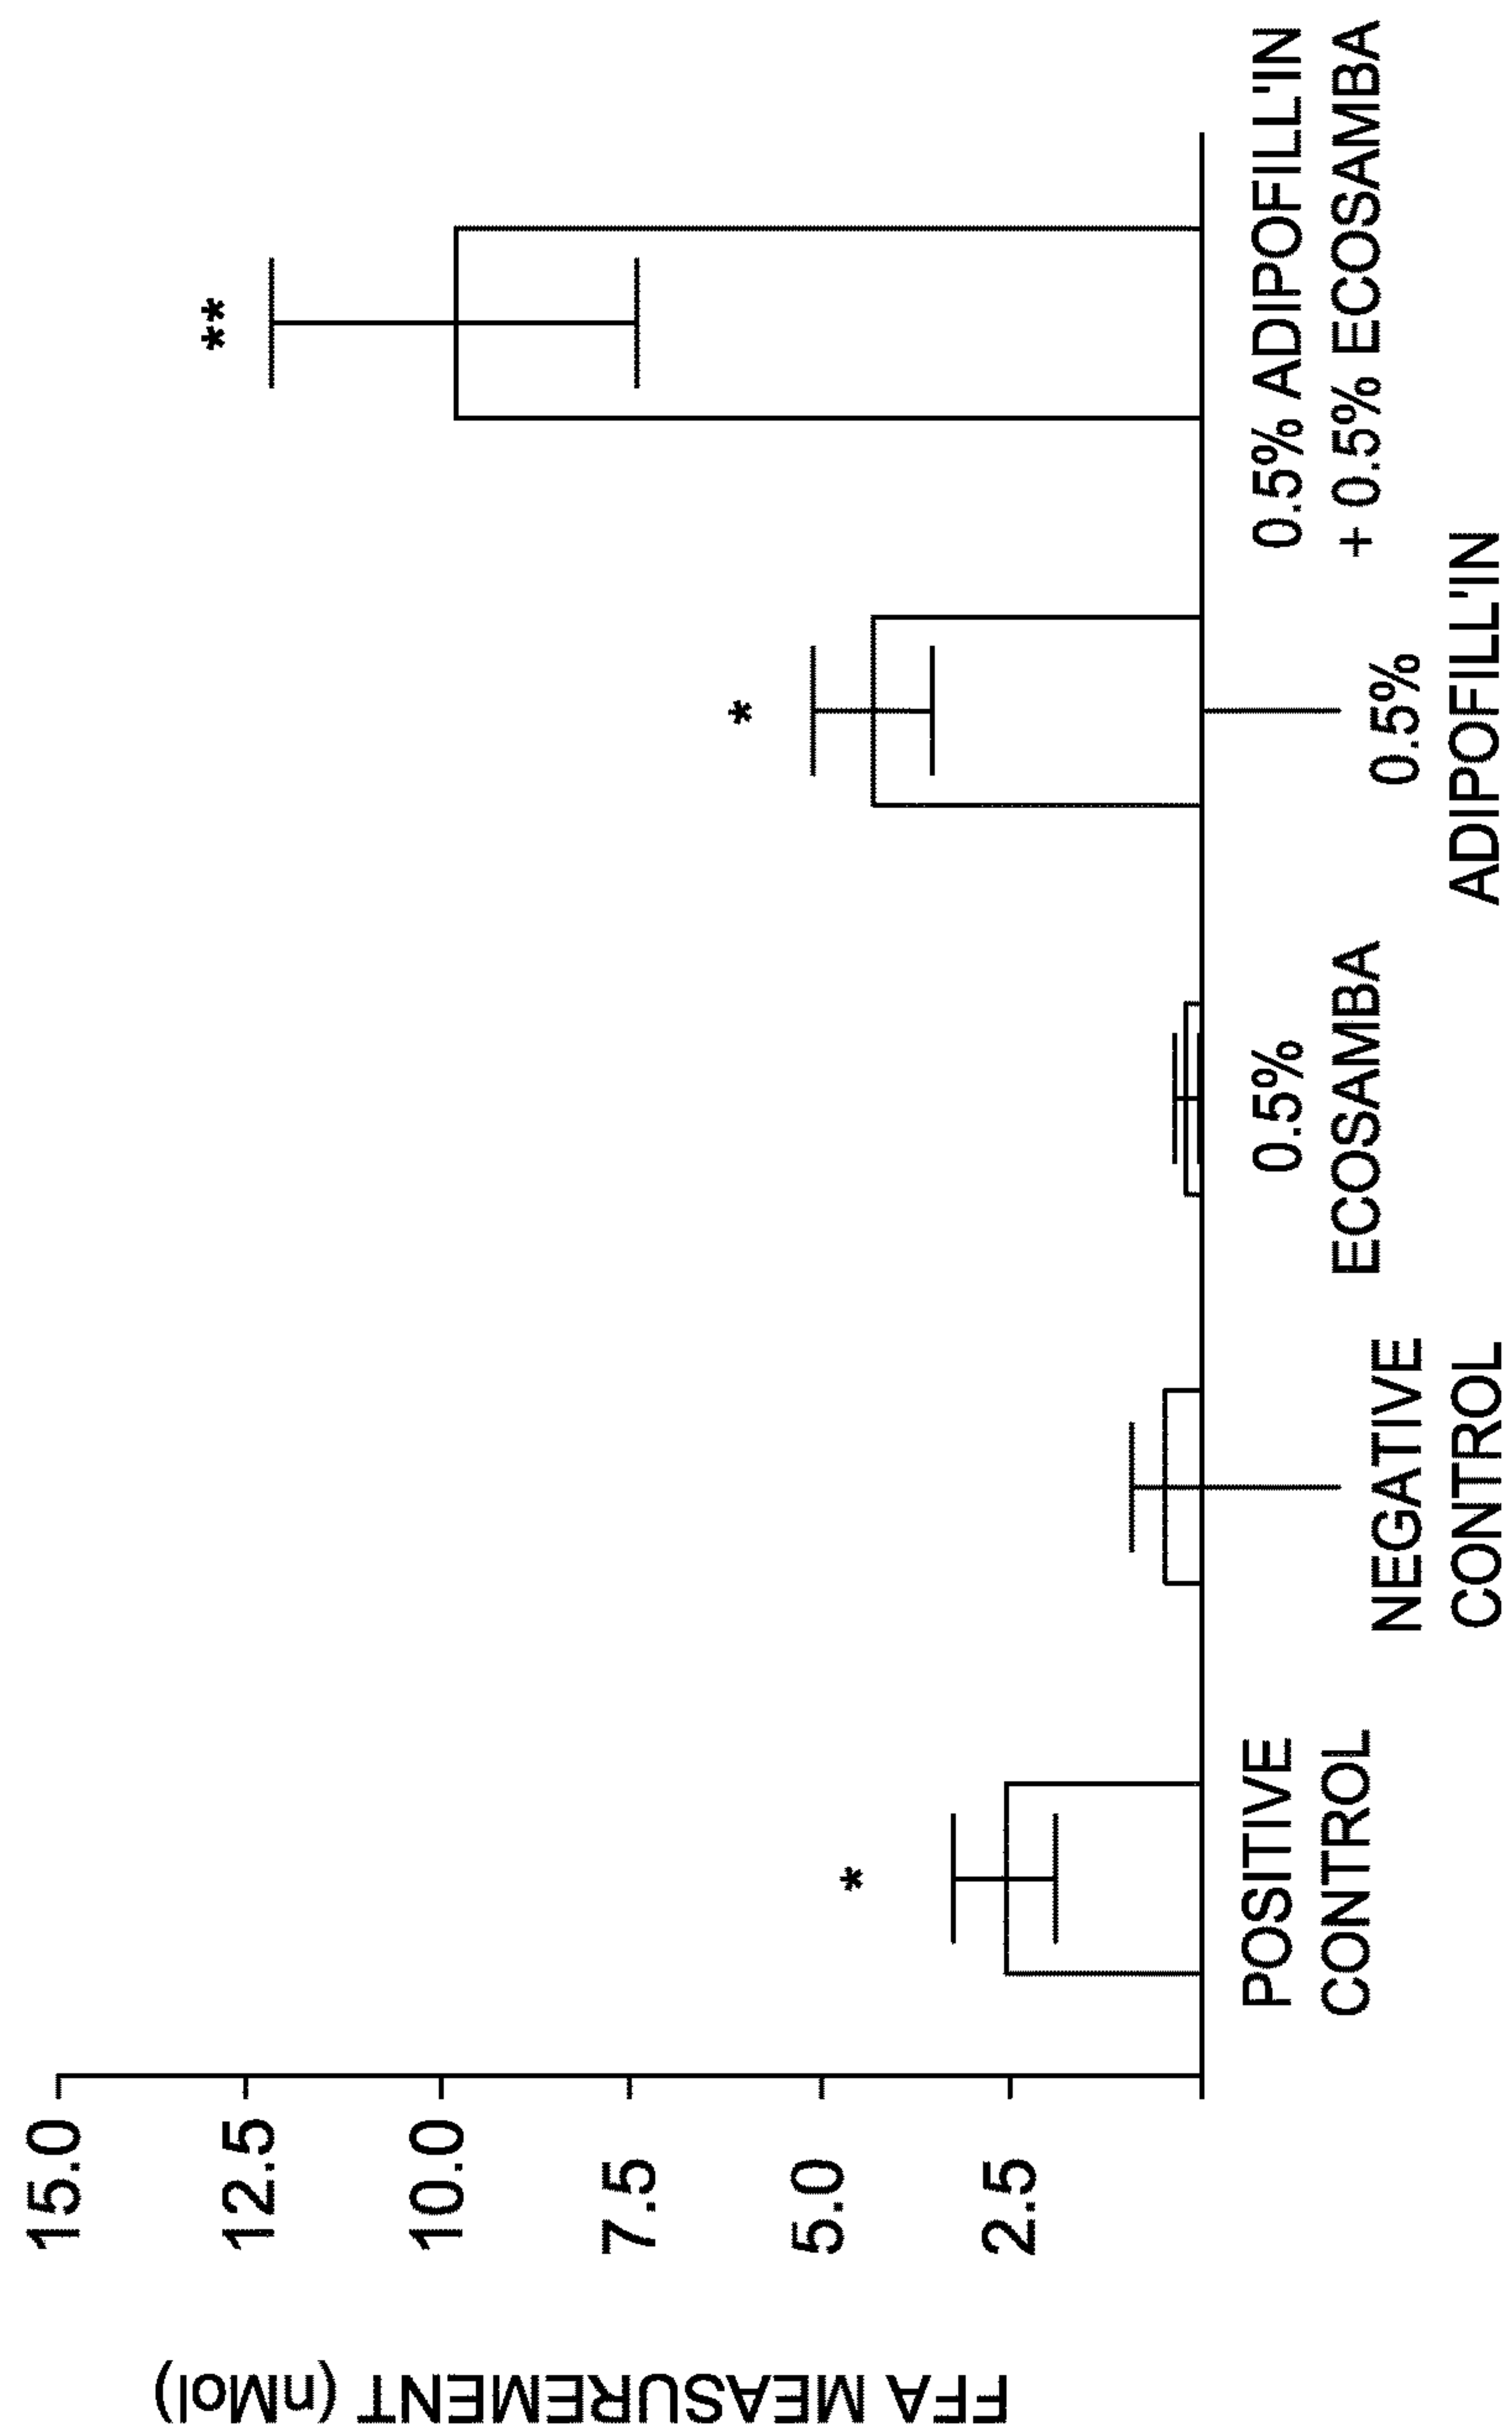 FFA MEASUREMENT (nMol)
15.0
12.5
10.0
7.5
5.0
2.5
*
*
**
POSITIVE
CONTROL
NEGATIVE
CONTROL
0.5%
ECOSAMBA
0.5%
ADIPOFILL'IN
0.5% ADIPOFILL'IN
+ 0.5% ECOSAMBA